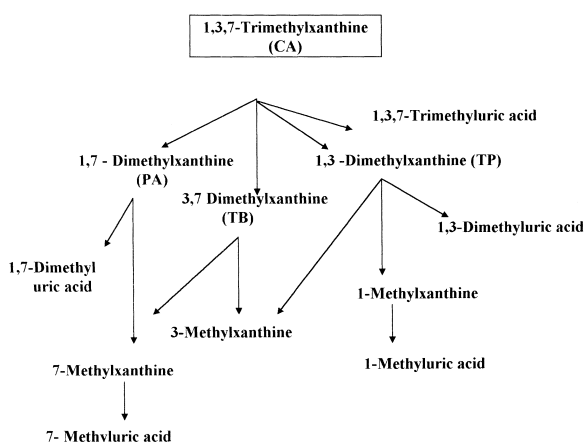 1,3,7-Trimethylxanthine
(CA)
1,3,7-Trimethyluric acid
1,7 - Dimethylxanthine
(PA)
1,3 -Dimethylxanthine (TP)
3,7 Dimethylxanthine
(TB)
1,3-Dimethyluric acid
1,7-Dimethyl
uric acid
1-Methylxanthine
3-Methylxanthine
1-Methyluric acid
7-Methylxanthine
7- Methyluric acid